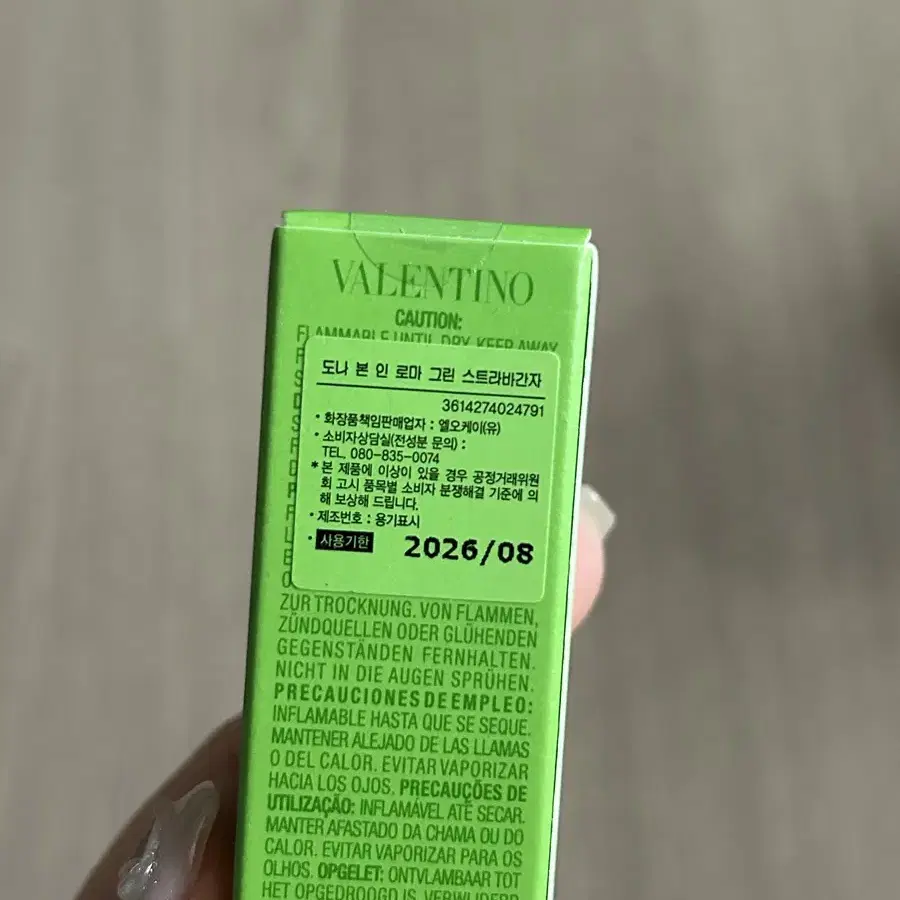 VALENTINO
CAUTION:
FLAMMABLE UNTIL DRY. KEEP AWAY
도나 본 인 로마 그린 스트라바간자
3614274024791
• 화장품책임판매업자 : 엘오케이(유)
• 소비자상담실(전성분 문의) :
TEL. 080-835-0074
* 본 제품에 이상이 있을 경우 공정거래위원
회 고시 품목별 소비자 분쟁해결 기준에 의
해 보상해 드립니다.
• 제조번호 : 용기표시
• 사용기한 2026/08
ZUR TROCKNUNG. VON FLAMMEN,
ZÜNDQUELLEN ODER GLÜHENDEN
GEGENSTÄNDEN FERNHALTEN.
NICHT IN DIE AUGEN SPRÜHEN.
PRECAUCIONES DE EMPLEO:
INFLAMABLE HASTA QUE SE SEQUE.
MANTENER ALEJADO DE LAS LLAMAS
O DEL CALOR. EVITAR VAPORIZAR
HACIA LOS OJOS. PRECAUÇÕES DE
UTILIZAÇÃO: INFLAMÁVEL ATÉ SECAR.
MANTER AFASTADO DA CHAMA OU DO
CALOR. EVITAR VAPORIZAR PARA OS
OLHOS. OPGELET: ONTVLAMBAAR TOT
HET OPGEDROOGD IS.